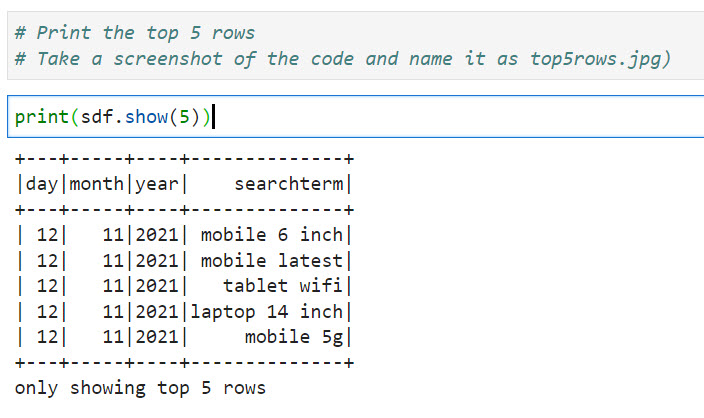 # Print the top 5 rows
# Take a screenshot of the code and name it as top5rows.jpg)
print(sdf.show(5))
+---+-----+----+--------------+
|day|month|year|    searchterm|
+---+-----+----+--------------+
| 12|   11|2021| mobile 6 inch|
| 12|   11|2021| mobile latest|
| 12|   11|2021|   tablet wifi|
| 12|   11|2021|laptop 14 inch|
| 12|   11|2021|     mobile 5g|
+---+-----+----+--------------+
only showing top 5 rows